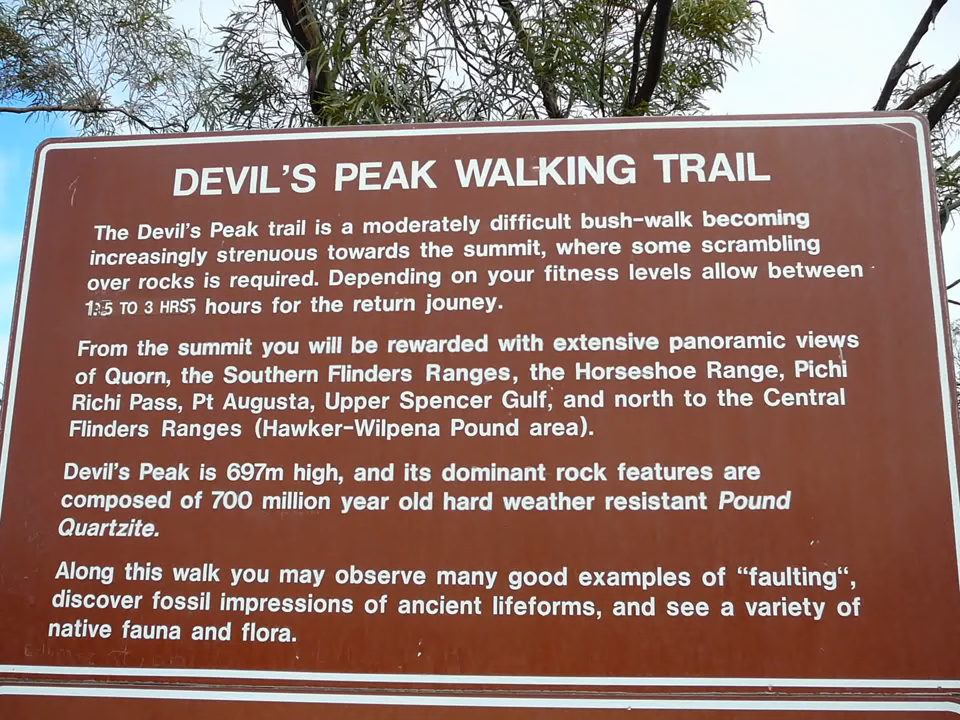 DEVIL'S PEAK WALKING TRAIL
The Devil's Peak trail is a moderately difficult bush-walk becoming
increasingly strenuous towards the summit, where some scrambling
over rocks is required. Depending on your fitness levels allow between
1.5 TO 3 HRS hours for the return jouney.
From the summit you will be rewarded with extensive panoramic views
of Quorn, the Southern Flinders Ranges, the Horseshoe Range, Pichi
Richi Pass, Pt Augusta, Upper Spencer Gulf, and north to the Central
Flinders Ranges (Hawker-Wilpena Pound area).
Devil's Peak is 697m high, and its dominant rock features are
composed of 700 million year old hard weather resistant Pound
Quartzite.
Along this walk you may observe many good examples of “faulting“,
discover fossil impressions of ancient lifeforms, and see a variety of
native fauna and flora.